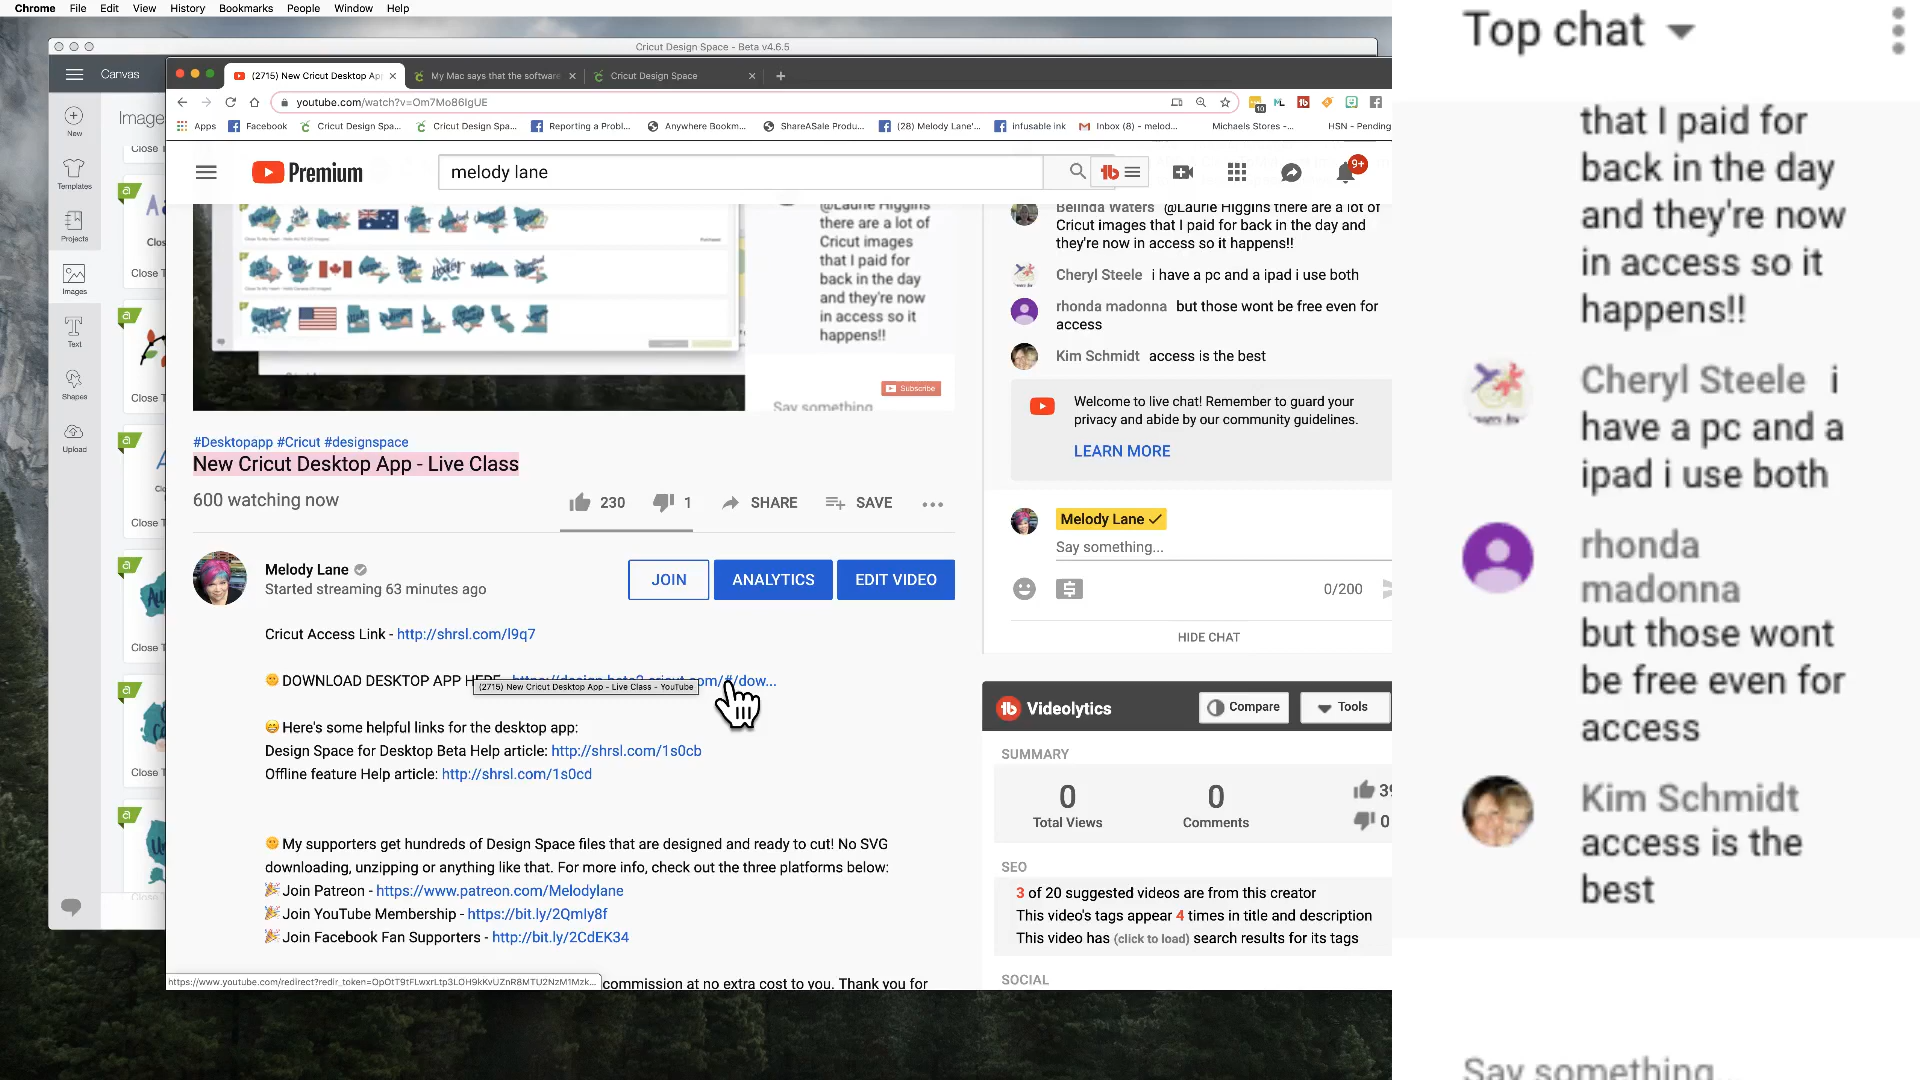 Chrome File Edit View History Bookmarks People Window Help
Cricut Design Space - Beta v4.6.5
Canvas
(2715) New Cricut Desktop Ap
My Mac says that the software
Cricut Design Space
youtube.com/watch?v=Om7Mo86IgUE
Apps Facebook Cricut Design Spa... Cricut Design Spa... Reporting a Probl... Anywhere Bookm... ShareASale Produ... (28) Melody Lane'... infusable ink Inbox (8) - melod... Michaels Stores -... HSN - Pending
New
Templates
Projects
Images
Text
Shapes
Upload
Image
Premium
melody lane
9+
@Laurie Higgins
there are a lot of
Cricut images
that I paid for
back in the day
and they're now
in access so it
happens!!
Subscribe
Say something
#Desktopapp #Cricut #designspace
New Cricut Desktop App - Live Class
600 watching now
230
1
SHARE
SAVE
Melody Lane
Started streaming 63 minutes ago
JOIN
ANALYTICS
EDIT VIDEO
Cricut Access Link - http://shrsl.com/l9q7
DOWNLOAD DESKTOP APP HERE
(2715) New Cricut Desktop App - Live Class - YouTube
Here's some helpful links for the desktop app:
Design Space for Desktop Beta Help article: http://shrsl.com/1s0cb
Offline feature Help article: http://shrsl.com/1s0cd
My supporters get hundreds of Design Space files that are designed and ready to cut! No SVG
downloading, unzipping or anything like that. For more info, check out the three platforms below:
Join Patreon - https://www.patreon.com/Melodylane
Join YouTube Membership - https://bit.ly/2Qmly8f
Join Facebook Fan Supporters - http://bit.ly/2CdEK34
commission at no extra cost to you. Thank you for
Belinda Waters @Laurie Higgins there are a lot of
Cricut images that I paid for back in the day and
they're now in access so it happens!!
Cheryl Steele i have a pc and a ipad i use both
rhonda madonna but those wont be free even for
access
Kim Schmidt access is the best
Welcome to live chat! Remember to guard your
privacy and abide by our community guidelines.
LEARN MORE
Melody Lane
Say something...
0/200
HIDE CHAT
Videolytics
Compare
Tools
SUMMARY
0
Total Views
0
Comments
39
0
SEO
3 of 20 suggested videos are from this creator
This video's tags appear 4 times in title and description
This video has (click to load) search results for its tags
SOCIAL
Top chat
that I paid for
back in the day
and they're now
in access so it
happens!!
Cheryl Steele i
have a pc and a
ipad i use both
rhonda
madonna
but those wont
be free even for
access
Kim Schmidt
access is the
best
Say something...